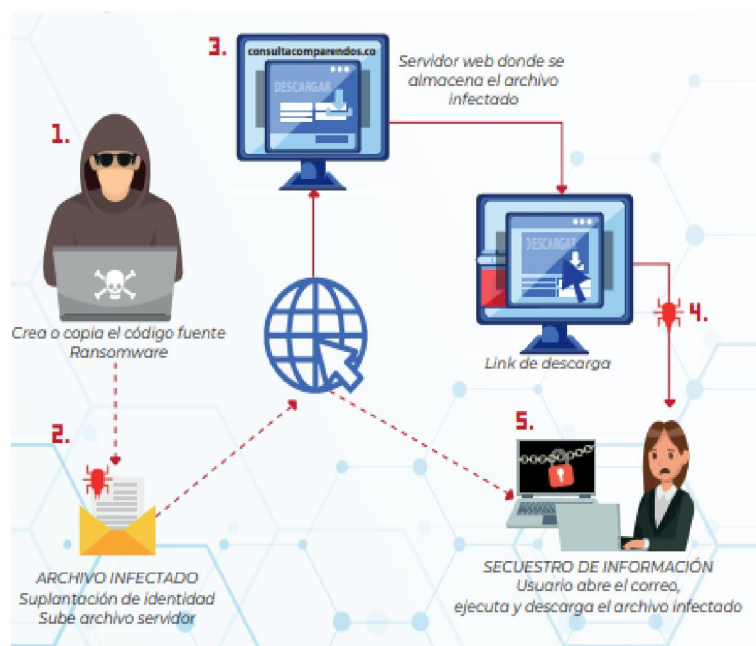 1.
Crea o copia el código fuente
Ransomware
2.
ARCHIVO INFECTADO
Suplantación de identidad
Sube archivo servidor
3.
consultacomparendos.co
DESCARGAR
Servidor web donde se
almacena el archivo
infectado
DESCARGAR
Link de descarga
4.
5.
SECUESTRO DE INFORMACIÓN
Usuario abre el correo,
ejecuta y descarga el archivo infectado